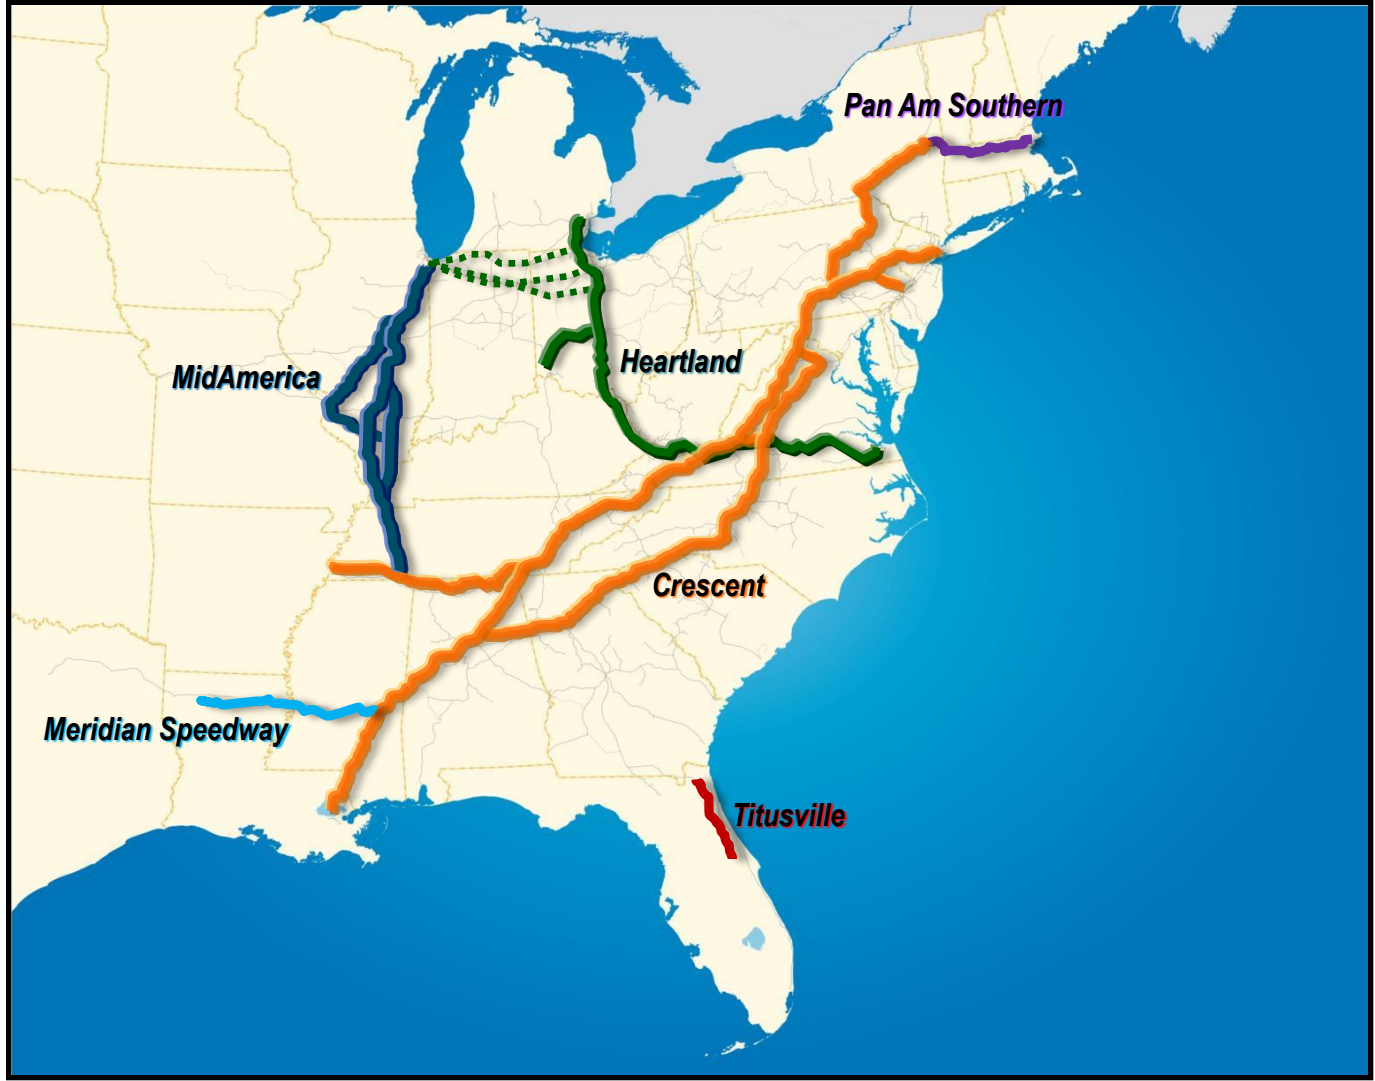 Pan Am Southern
MidAmerica
Heartland
Crescent
Meridian Speedway
Titusville